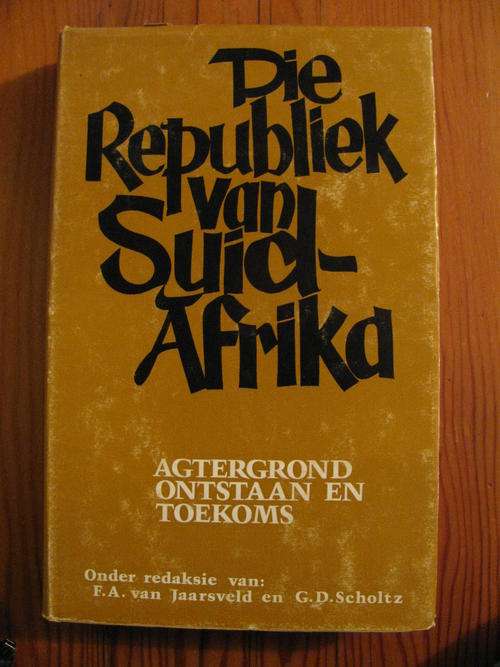 Die
Republiek
van
Suid-
Afrika
AGTERGROND
ONTSTAAN EN
TOEKOMS
Onder redaksie van:
F.A. van Jaarsveld en G.D.Scholtz